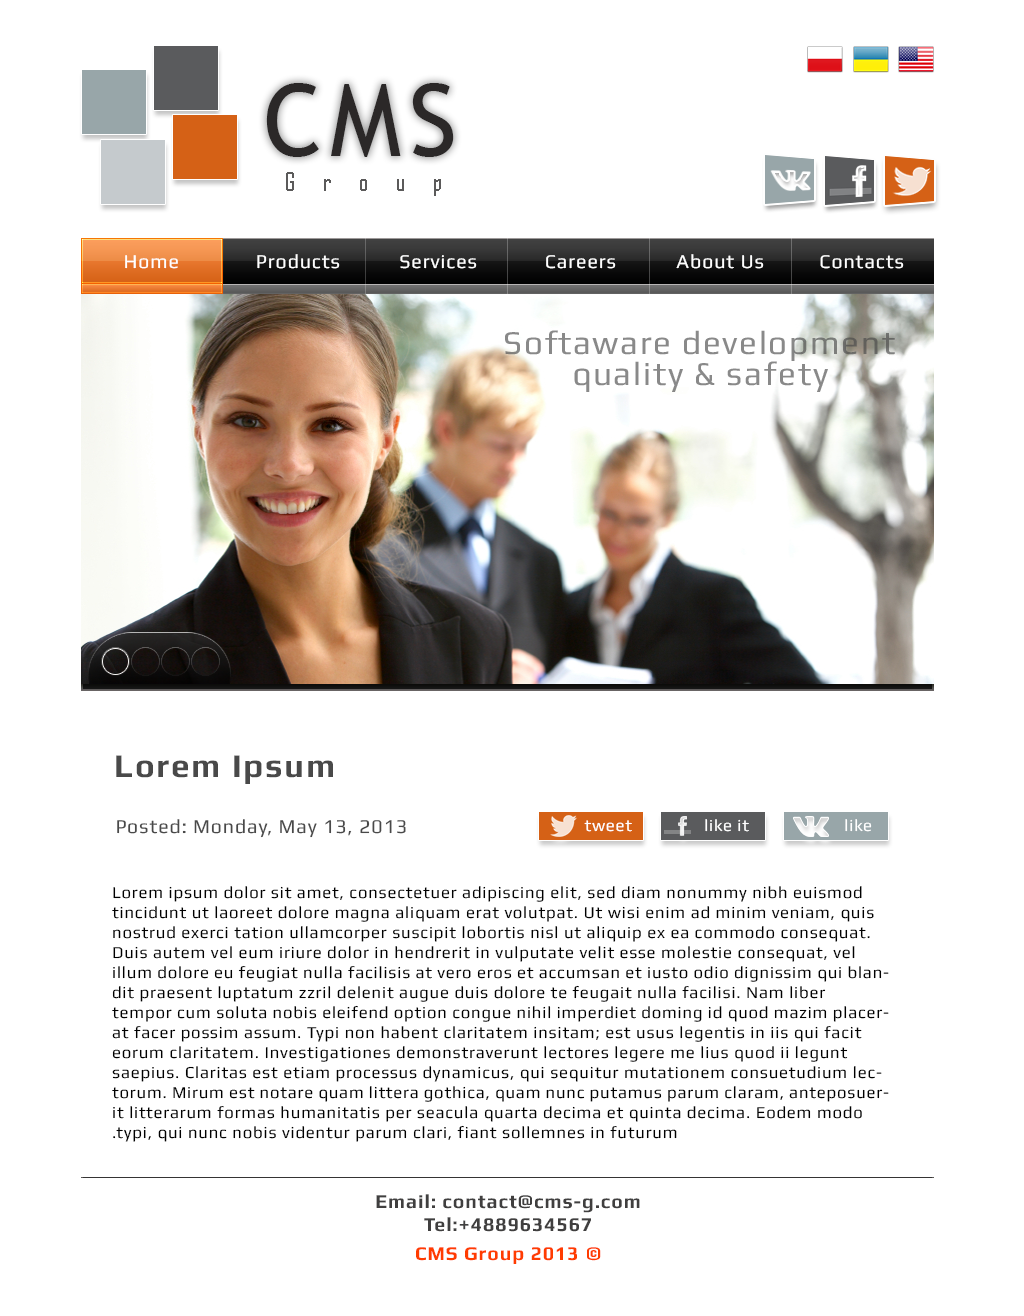 CMS
Group
Home Products Services Careers About Us Contacts
Softaware development
quality & safety
Lorem Ipsum
Posted: Monday, May 13, 2013
tweet like it like
Lorem ipsum dolor sit amet, consectetuer adipiscing elit, sed diam nonummy nibh euismod
tincidunt ut laoreet dolore magna aliquam erat volutpat. Ut wisi enim ad minim veniam, quis
nostrud exerci tation ullamcorper suscipit lobortis nisl ut aliquip ex ea commodo consequat.
Duis autem vel eum iriure dolor in hendrerit in vulputate velit esse molestie consequat, vel
illum dolore eu feugiat nulla facilisis at vero eros et accumsan et iusto odio dignissim qui blan-
dit praesent luptatum zzril delenit augue duis dolore te feugait nulla facilisi. Nam liber
tempor cum soluta nobis eleifend option congue nihil imperdiet doming id quod mazim placer-
at facer possim assum. Typi non habent claritatem insitam; est usus legentis in iis qui facit
eorum claritatem. Investigationes demonstraverunt lectores legere me lius quod ii legunt
saepius. Claritas est etiam processus dynamicus, qui sequitur mutationem consuetudium lec-
torum. Mirum est notare quam littera gothica, quam nunc putamus parum claram, anteposuer-
it litterarum formas humanitatis per seacula quarta decima et quinta decima. Eodem modo
.typi, qui nunc nobis videntur parum clari, fiant sollemnes in futurum
Email: contact@cms-g.com
Tel:+4889634567
CMS Group 2013 ©